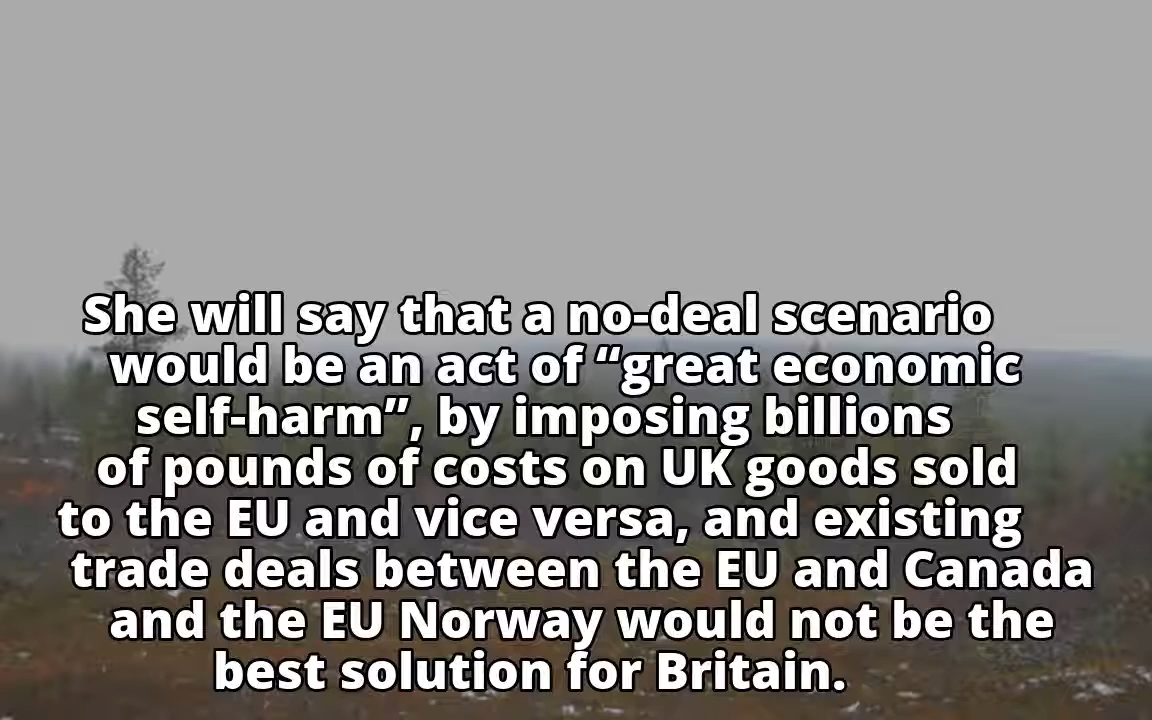 She will say that a no-deal scenario
would be an act of “great economic
self-harm”, by imposing billions
of pounds of costs on UK goods sold
to the EU and vice versa, and existing
trade deals between the EU and Canada
and the EU Norway would not be the
best solution for Britain.